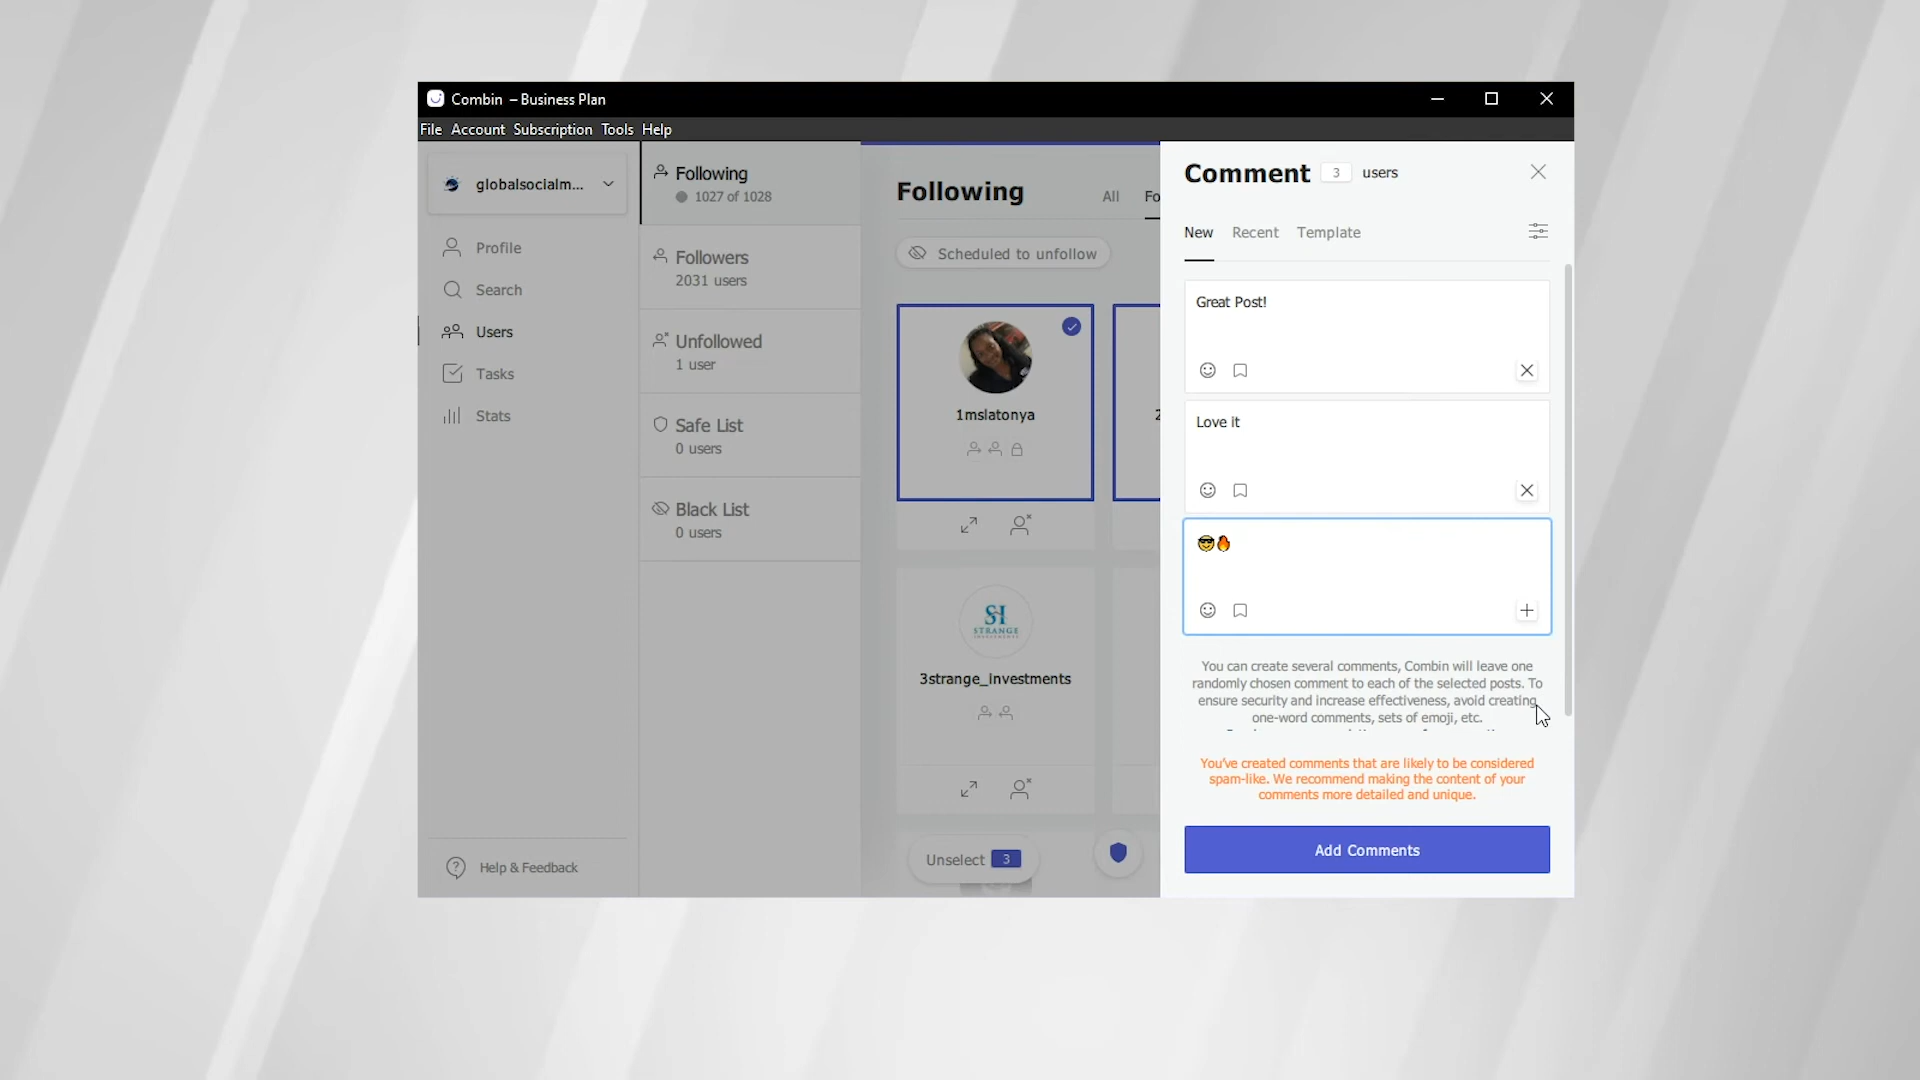 Combin – Business Plan
File Account Subscription Tools Help
globalsocialm...
Profile
Search
Users
Tasks
Stats
Help & Feedback
Following
1027 of 1028
Followers
2031 users
Unfollowed
1 user
Safe List
0 users
Black List
0 users
Following
All
Fo
Scheduled to unfollow
1mslatonya
2
SI
STRANGE
3strange_investments
Unselect 3
Comment 3 users
New Recent Template
Great Post!
Love it
😎🔥
You can create several comments, Combin will leave one
randomly chosen comment to each of the selected posts. To
ensure security and increase effectiveness, avoid creating
one-word comments, sets of emoji, etc.
You've created comments that are likely to be considered
spam-like. We recommend making the content of your
comments more detailed and unique.
Add Comments